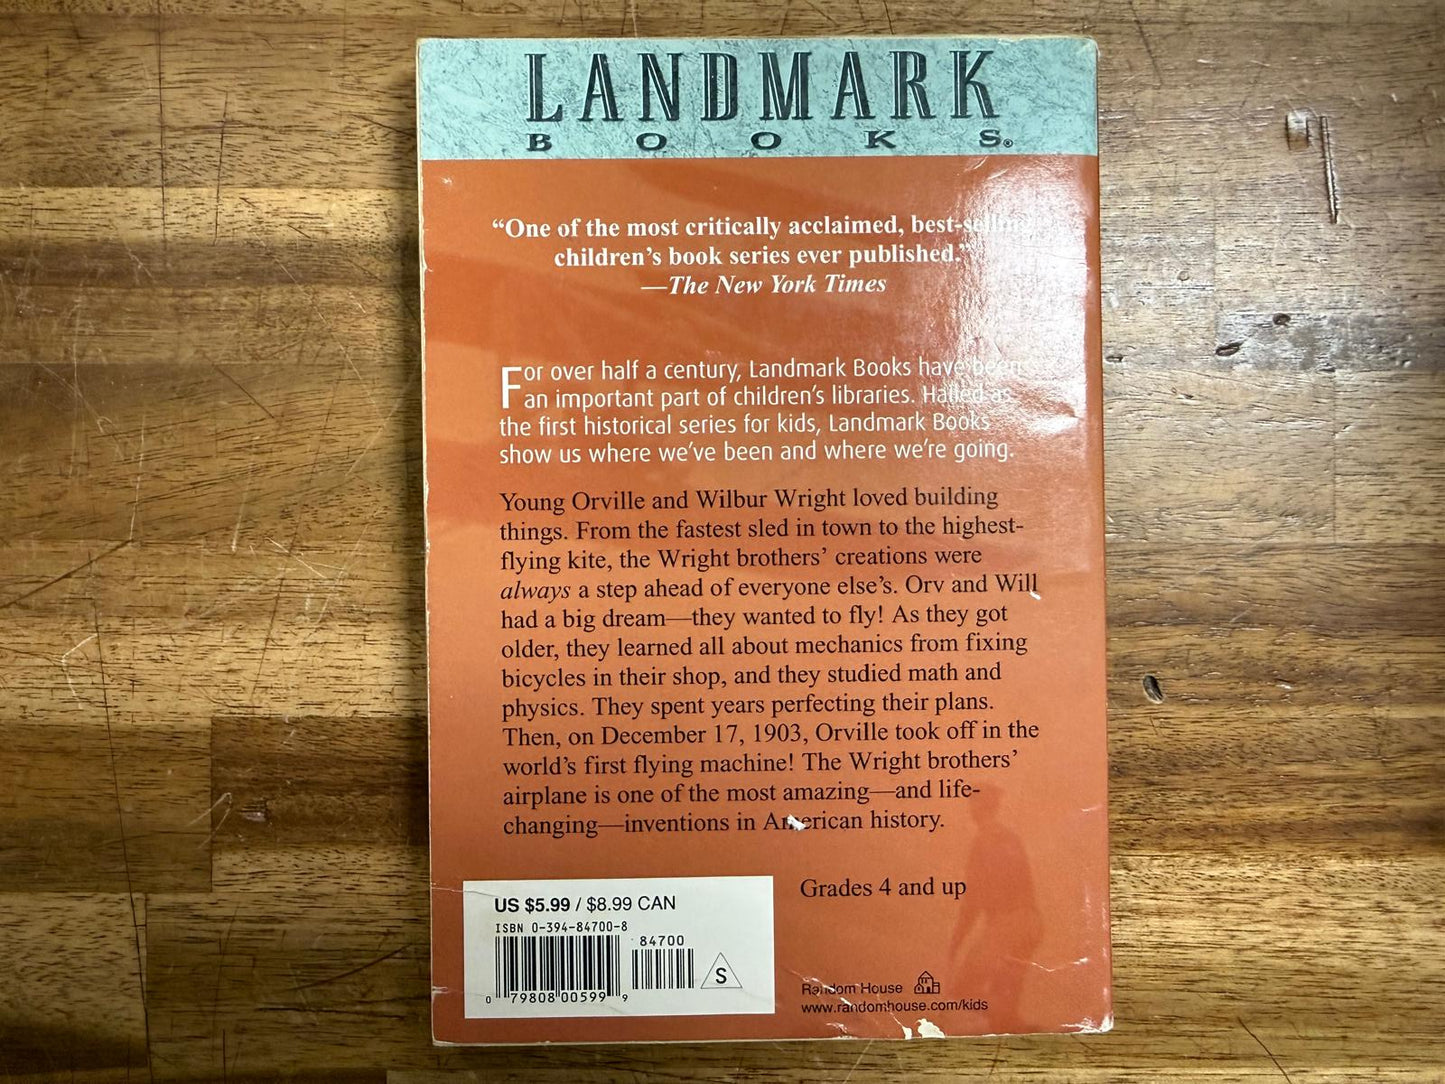 LANDMARK
BOOKS®
“One of the most critically acclaimed, best-selling
children’s book series ever published.”
—The New York Times
For over half a century, Landmark Books have been
an important part of children’s libraries. Hailed as
the first historical series for kids, Landmark Books
show us where we’ve been and where we’re going.
Young Orville and Wilbur Wright loved building
things. From the fastest sled in town to the highest-
flying kite, the Wright brothers’ creations were
always a step ahead of everyone else’s. Orv and Will
had a big dream—they wanted to fly! As they got
older, they learned all about mechanics from fixing
bicycles in their shop, and they studied math and
physics. They spent years perfecting their plans.
Then, on December 17, 1903, Orville took off in the
world’s first flying machine! The Wright brothers’
airplane is one of the most amazing—and life-
changing—inventions in American history.
Grades 4 and up
US $5.99 / $8.99 CAN
ISBN 0-394-84700-8
84700
S
0 79808 00599 9
Random House
www.randomhouse.com/kids